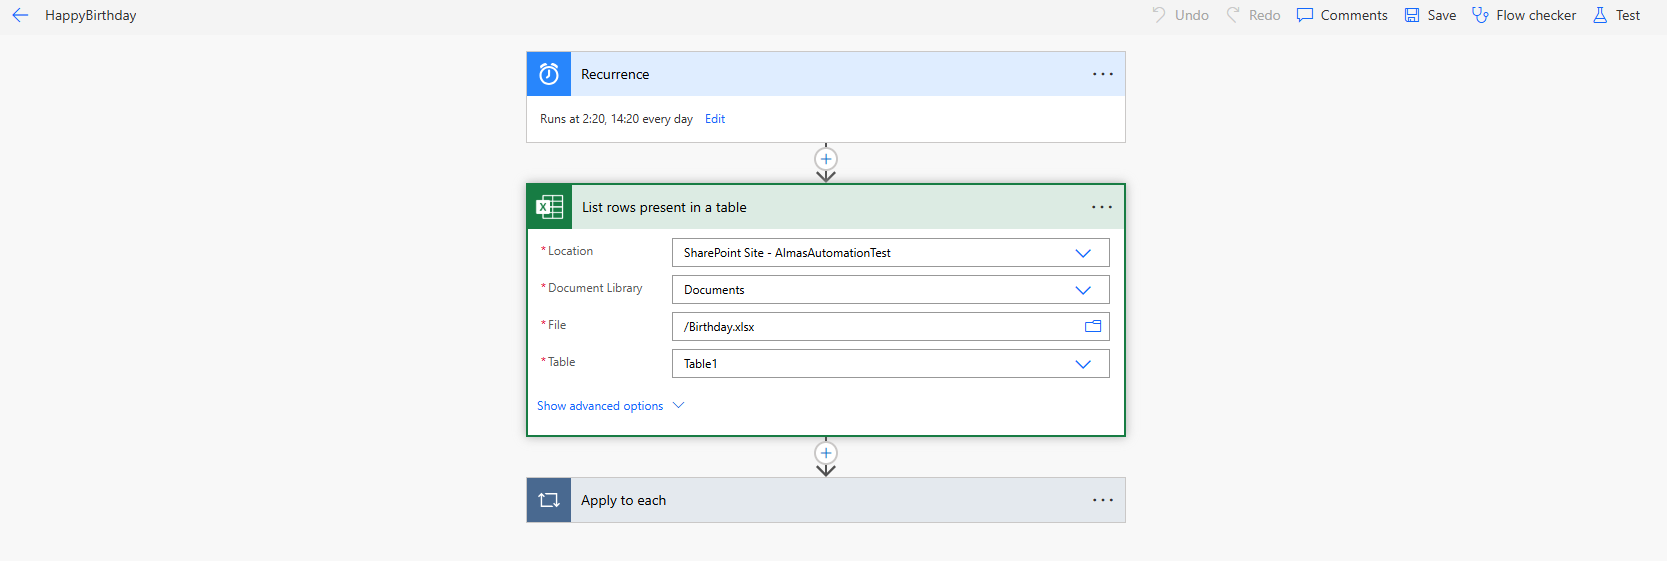 HappyBirthday
Undo Redo Comments Save Flow checker Test
Recurrence
Runs at 2:20, 14:20 every day Edit
List rows present in a table
* Location SharePoint Site - AlmasAutomationTest
* Document Library Documents
* File /Birthday.xlsx
* Table Table1
Show advanced options
Apply to each